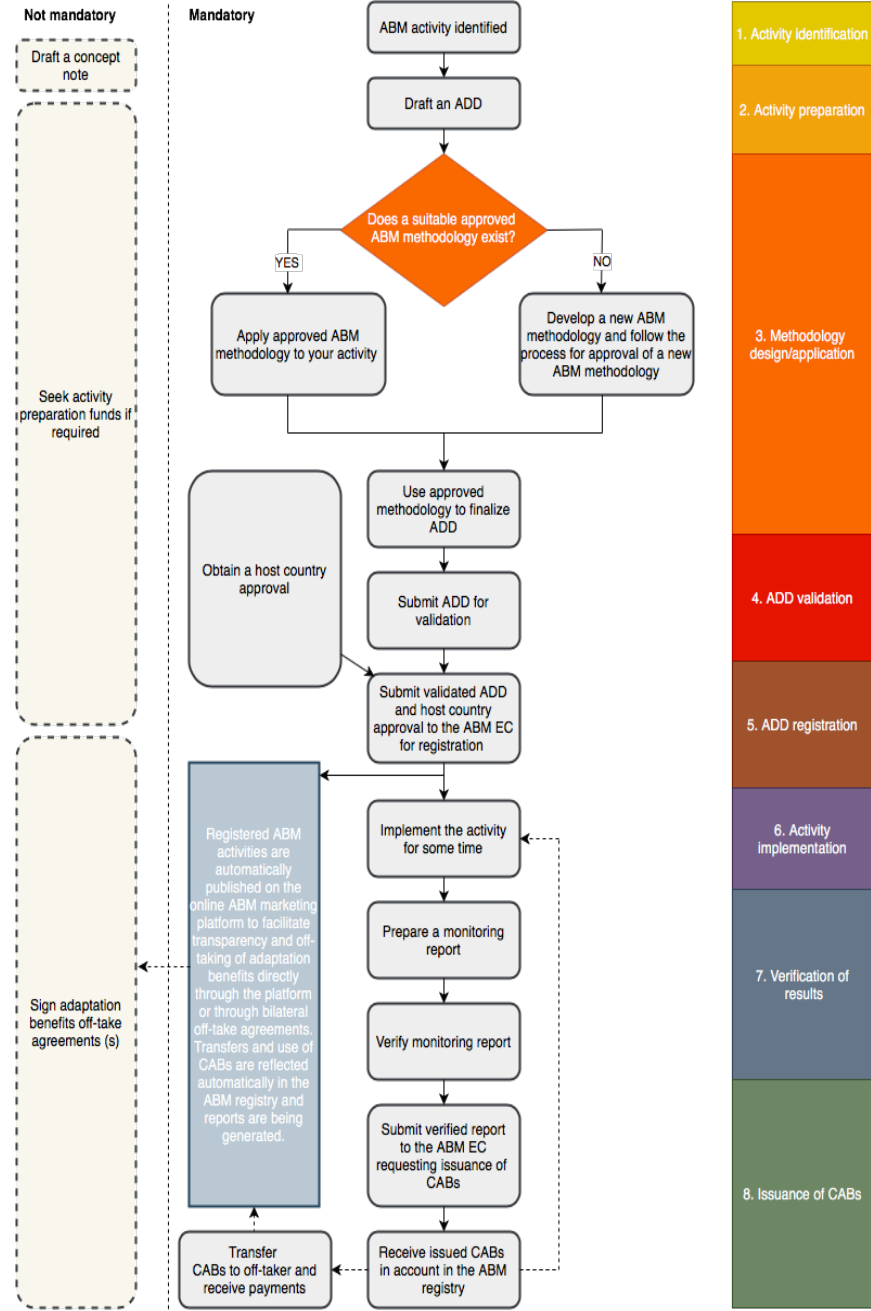 Not mandatory
Mandatory
Draft a concept
note
Seek activity
preparation funds if
required
Sign adaptation
benefits off-take
agreements (s)
ABM activity identified
Draft an ADD
Does a suitable approved
ABM methodology exist?
YES
NO
Apply approved ABM
methodology to your activity
Develop a new ABM
methodology and follow the
process for approval of a new
ABM methodology
Use approved
methodology to finalize
ADD
Obtain a host country
approval
Submit ADD for
validation
Submit validated ADD
and host country
approval to the ABM EC
for registration
Registered ABM
activities are
automatically
published on the
online ABM marketing
platform to facilitate
transparency and off-
taking of adaptation
benefits directly
through the platform
or through bilateral
off-take agreements.
Transfers and use of
CABs are reflected
automatically in the
ABM registry and
reports are being
generated.
Implement the activity
for some time
Prepare a monitoring
report
Verify monitoring report
Submit verified report
to the ABM EC
requesting issuance of
CABs
Transfer
CABs to off-taker and
receive payments
Receive issued CABs
in account in the ABM
registry
1. Activity identification
2. Activity preparation
3. Methodology
design/application
4. ADD validation
5. ADD registration
6. Activity
implementation
7. Verification of
results
8. Issuance of CABs